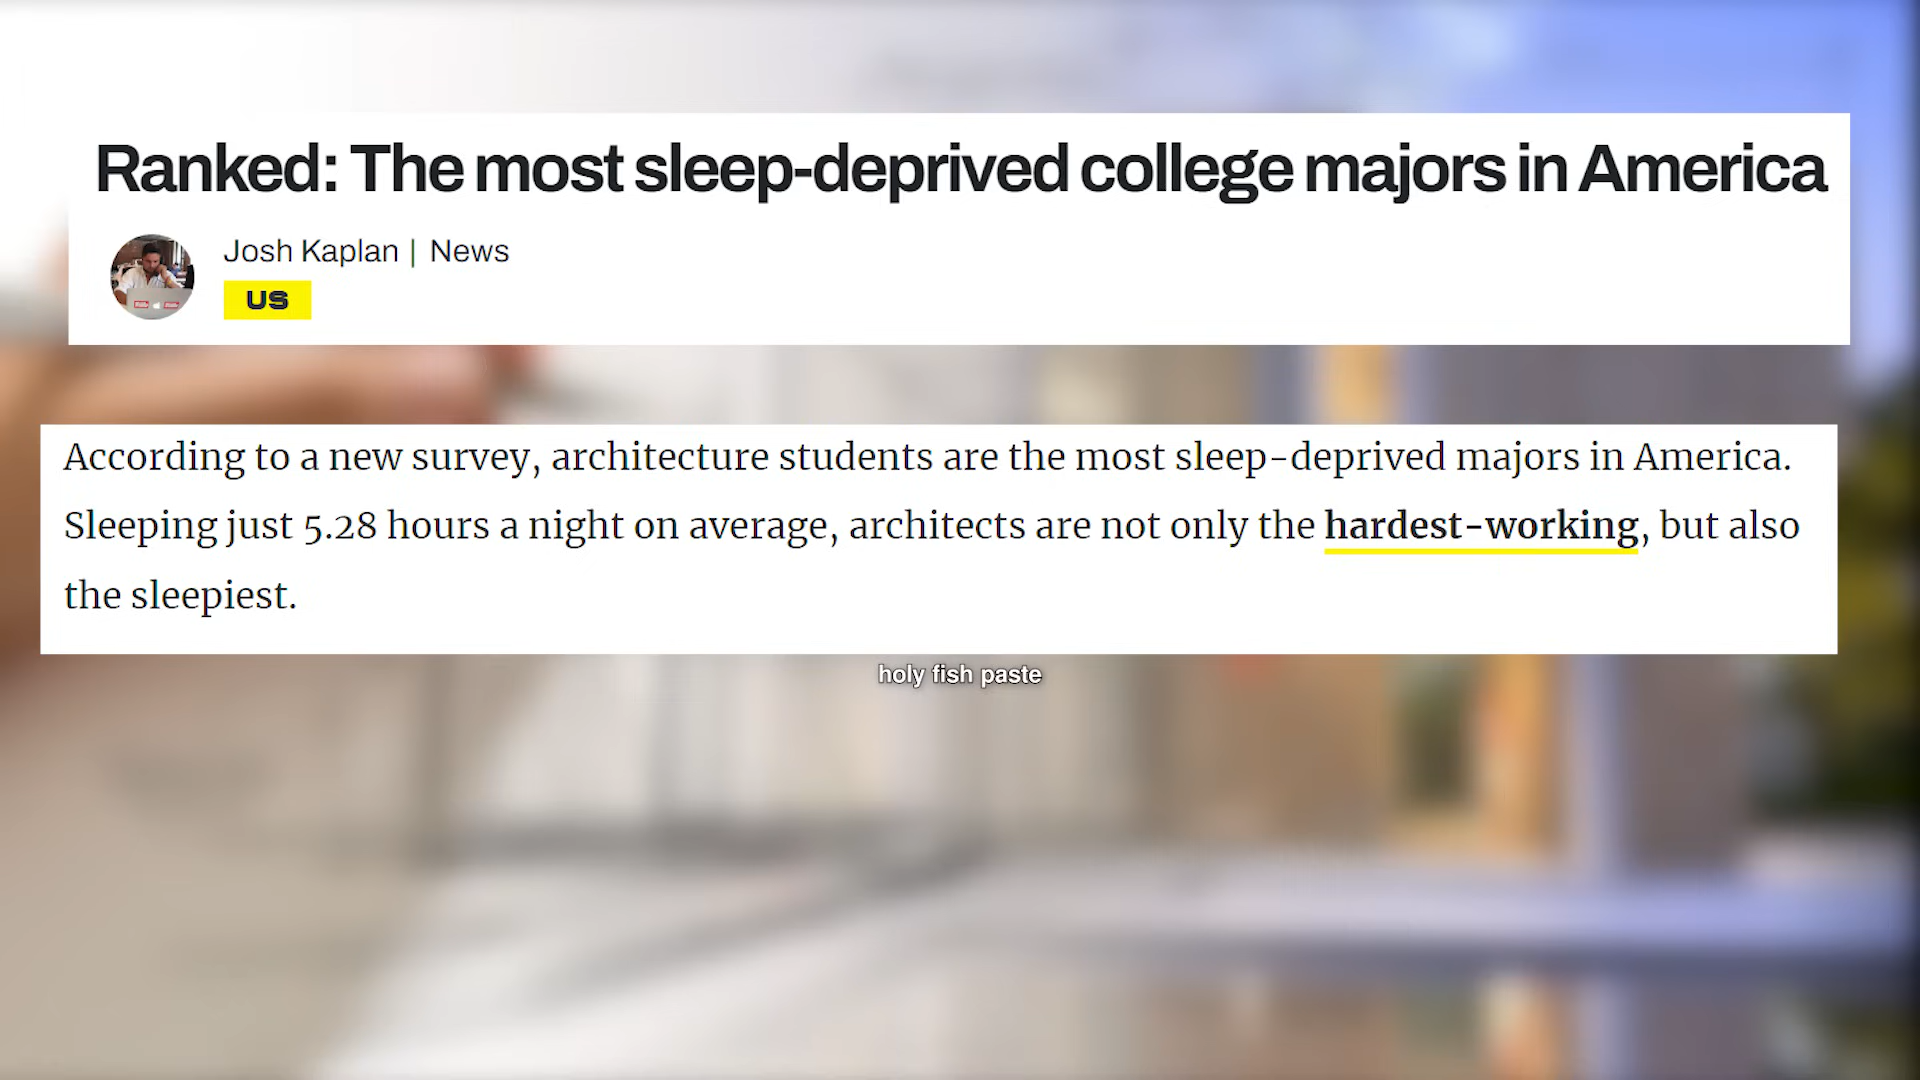 Ranked: The most sleep-deprived college majors in America
Josh Kaplan | News
US
According to a new survey, architecture students are the most sleep-deprived majors in America.
Sleeping just 5.28 hours a night on average, architects are not only the hardest-working, but also
the sleepiest.
holy fish paste